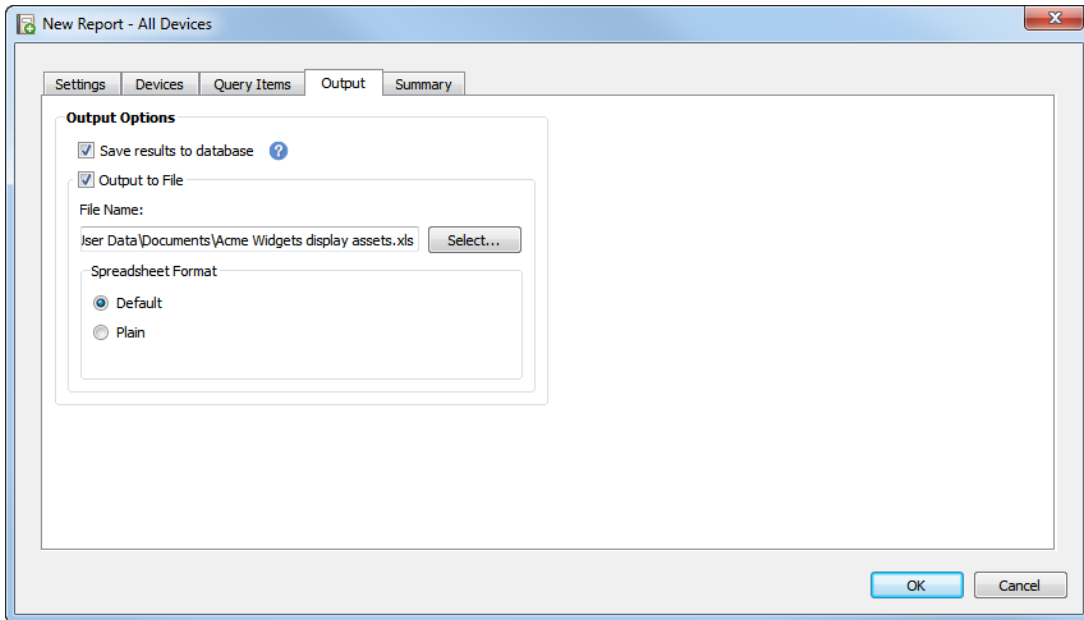 New Report - All Devices
Settings Devices Query Items Output Summary
Output Options
Save results to database ?
Output to File
File Name:
User Data\Documents\Acme Widgets display assets.xls Select...
Spreadsheet Format
Default
Plain
OK Cancel